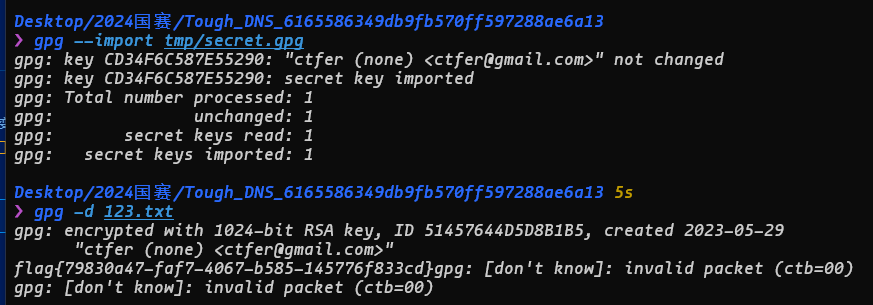 Desktop/2024国赛/Tough_DNS_6165586349db9fb570ff597288ae6a13
❯ gpg --import tmp/secret.gpg
gpg: key CD34F6C587E55290: "ctfer (none) <ctfer@gmail.com>" not changed
gpg: key CD34F6C587E55290: secret key imported
gpg: Total number processed: 1
gpg:              unchanged: 1
gpg:       secret keys read: 1
gpg:   secret keys imported: 1
Desktop/2024国赛/Tough_DNS_6165586349db9fb570ff597288ae6a13 5s
❯ gpg -d 123.txt
gpg: encrypted with 1024-bit RSA key, ID 51457644D5D8B1B5, created 2023-05-29
      "ctfer (none) <ctfer@gmail.com>"
flag{79830a47-faf7-4067-b585-145776f833cd}gpg: [don't know]: invalid packet (ctb=00)
gpg: [don't know]: invalid packet (ctb=00)